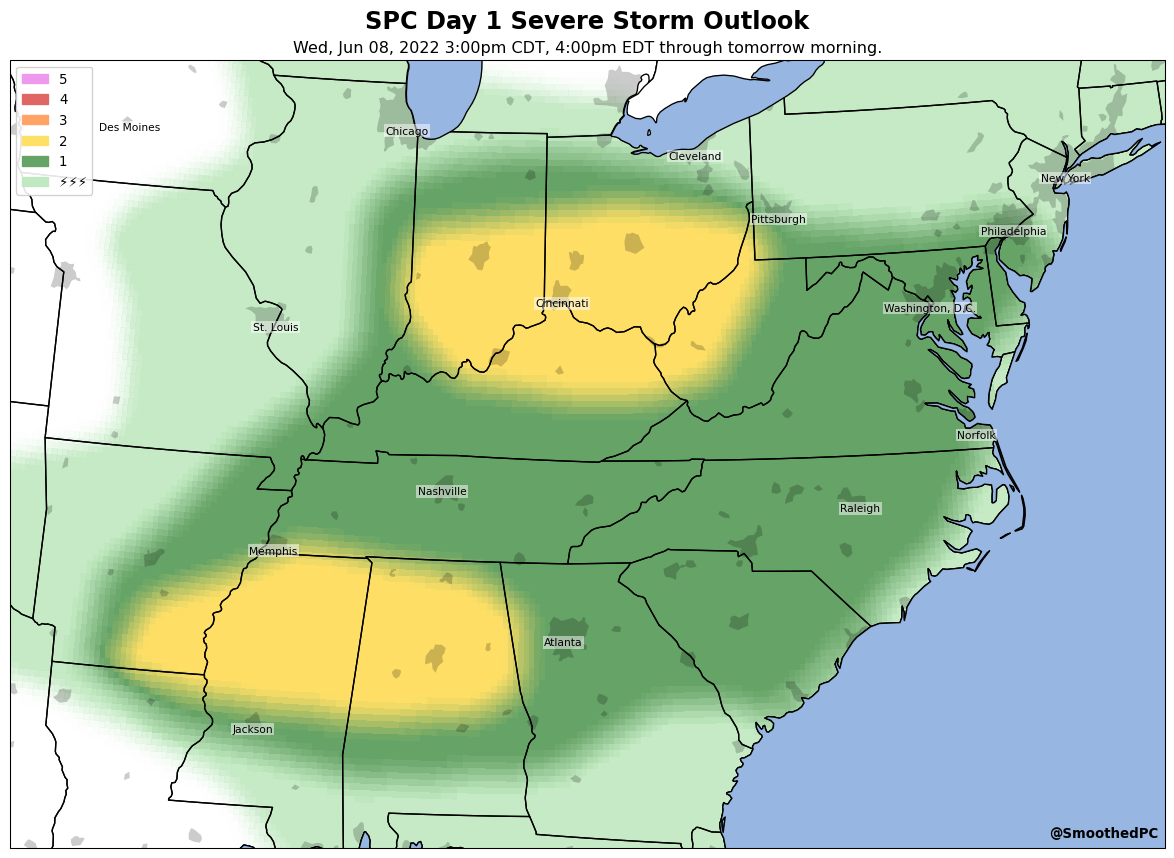 SPC Day 1 Severe Storm Outlook
Wed, Jun 08, 2022 3:00pm CDT, 4:00pm EDT through tomorrow morning.
5
4
3
2
1
⚡⚡⚡
Des Moines
Chicago
Cleveland
New York
Pittsburgh
Philadelphia
Cincinnati
Washington, D.C.
St. Louis
Norfolk
Nashville
Raleigh
Memphis
Atlanta
Jackson
@SmoothedPC